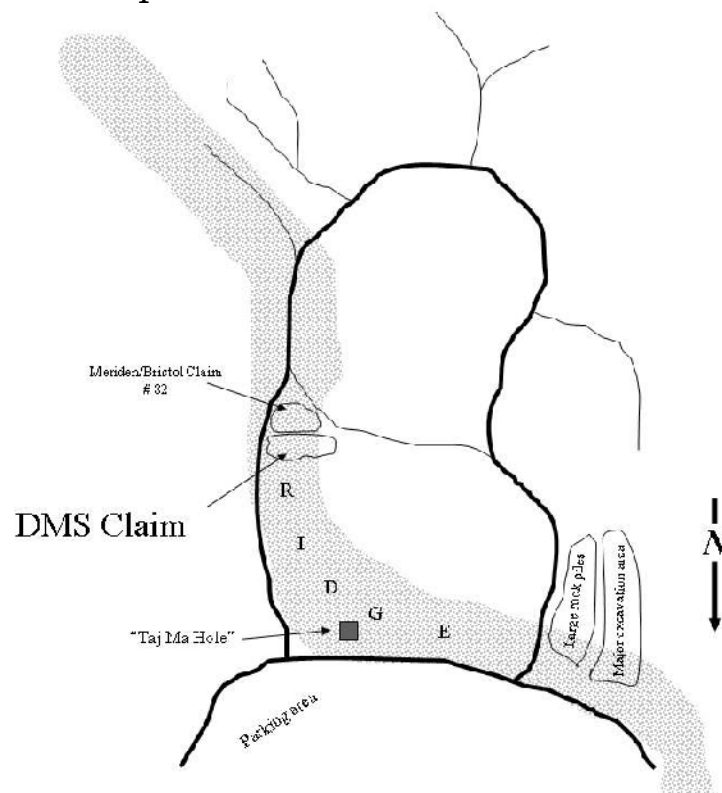 Meriden/Bristol Claim
# 32
DMS Claim
R
I
D
G
E
"Taj Ma Hole"
Parking area
Large rock piles
Major excavation area
N